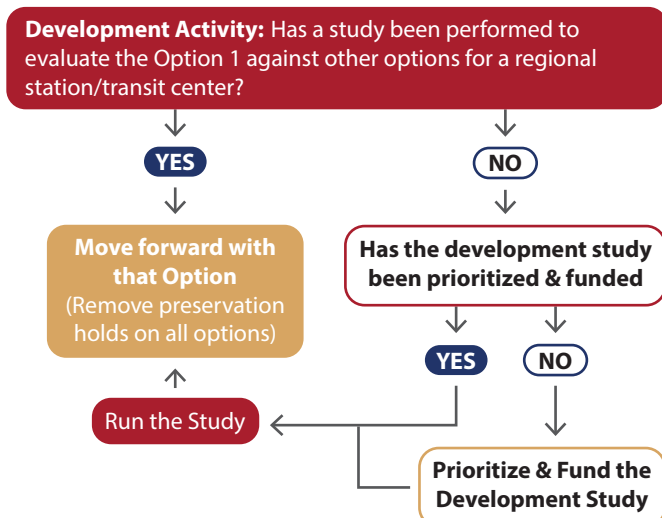 Development Activity: Has a study been performed to
evaluate the Option 1 against other options for a regional
station/transit center?
YES
NO
Move forward with
that Option
(Remove preservation
holds on all options)
Has the development study
been prioritized & funded
YES
NO
Run the Study
Prioritize & Fund the
Development Study